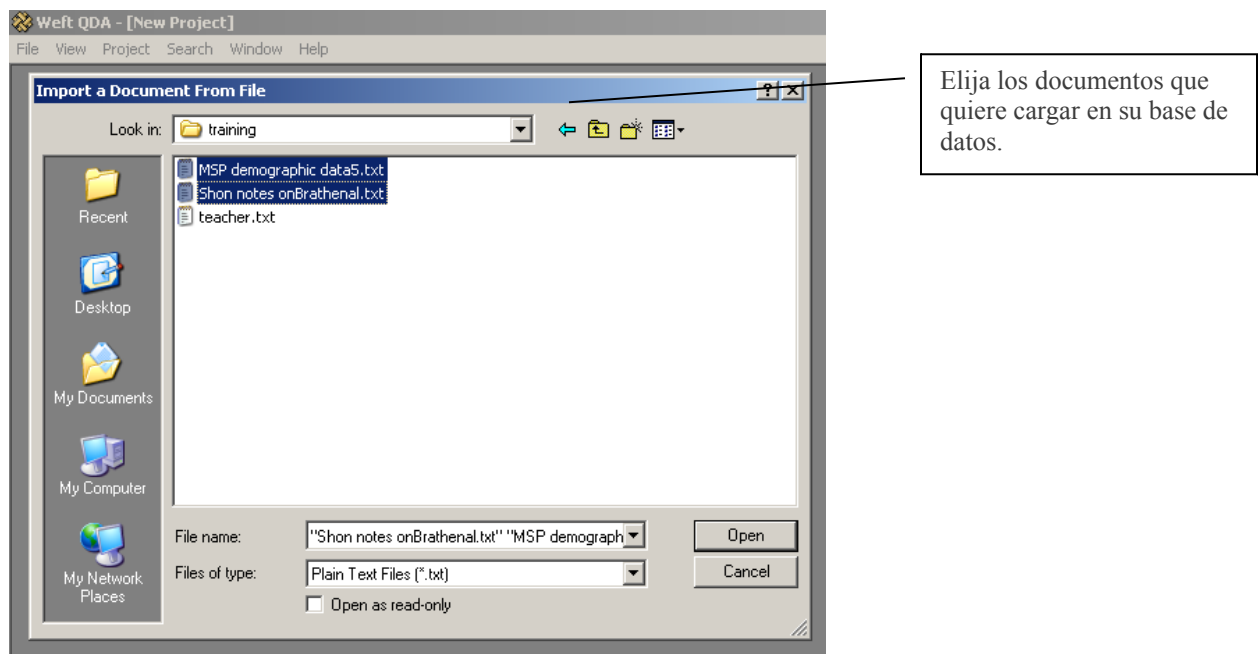 Weft QDA - [New Project]
File View Project Search Window Help
Import a Document From File
Look in: training
MSP demographic data5.txt
Shon notes onBrathenal.txt
teacher.txt
Recent
Desktop
My Documents
My Computer
My Network
Places
File name: "Shon notes onBrathenal.txt" "MSP demograph
Open
Files of type: Plain Text Files (*.txt)
Cancel
Open as read-only
Elija los documentos que
quiere cargar en su base de
datos.